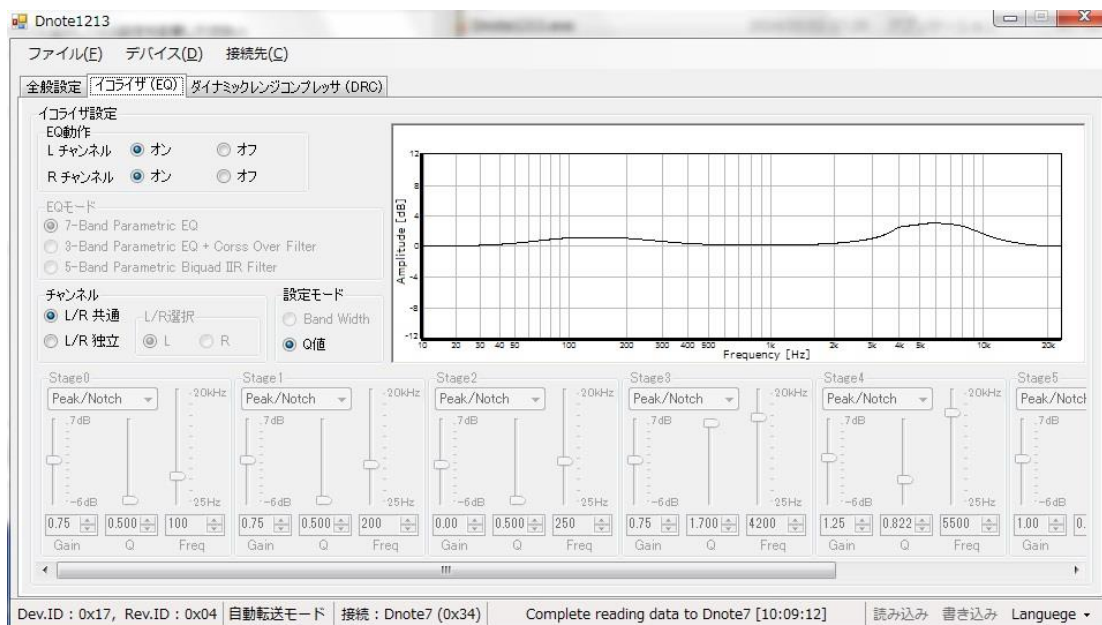 Dnote1213
ファイル(F) デバイス(D) 接続先(C)
全般設定 イコライザ(EQ) ダイナミックレンジコンプレッサ(DRC)
イコライザ設定
EQ動作
L チャンネル オン オフ
R チャンネル オン オフ
EQモード
7-Band Parametric EQ
3-Band Parametric EQ + Corss Over Filter
5-Band Parametric Biquad IIR Filter
チャンネル
L/R 共通 L/R選択
L/R 独立 L R
設定モード
Band Width
Q値
Amplitude [dB]
12
8
4
0
-4
-8
-12
10 20 30 40 50 100 200 300 400 500 1k 2k 3k 4k 5k 10k 20k
Frequency [Hz]
Stage0 Stage1 Stage2 Stage3 Stage4 Stage5
Peak/Notch Peak/Notch Peak/Notch Peak/Notch Peak/Notch Peak/Notch
7dB 20kHz 7dB 20kHz 7dB 20kHz 7dB 20kHz 7dB 20kHz 7dB
-6dB 25Hz -6dB 25Hz -6dB 25Hz -6dB 25Hz -6dB 25Hz -6dB
0.75 0.500 100 0.75 0.500 200 0.00 0.500 250 0.75 1.700 4200 1.25 0.822 5500 1.00 0.
Gain Q Freq Gain Q Freq Gain Q Freq Gain Q Freq Gain Q Freq Gain
Dev.ID : 0x17, Rev.ID : 0x04 自動転送モード 接続 : Dnote7 (0x34) Complete reading data to Dnote7 [10:09:12] 読み込み 書き込み Languege